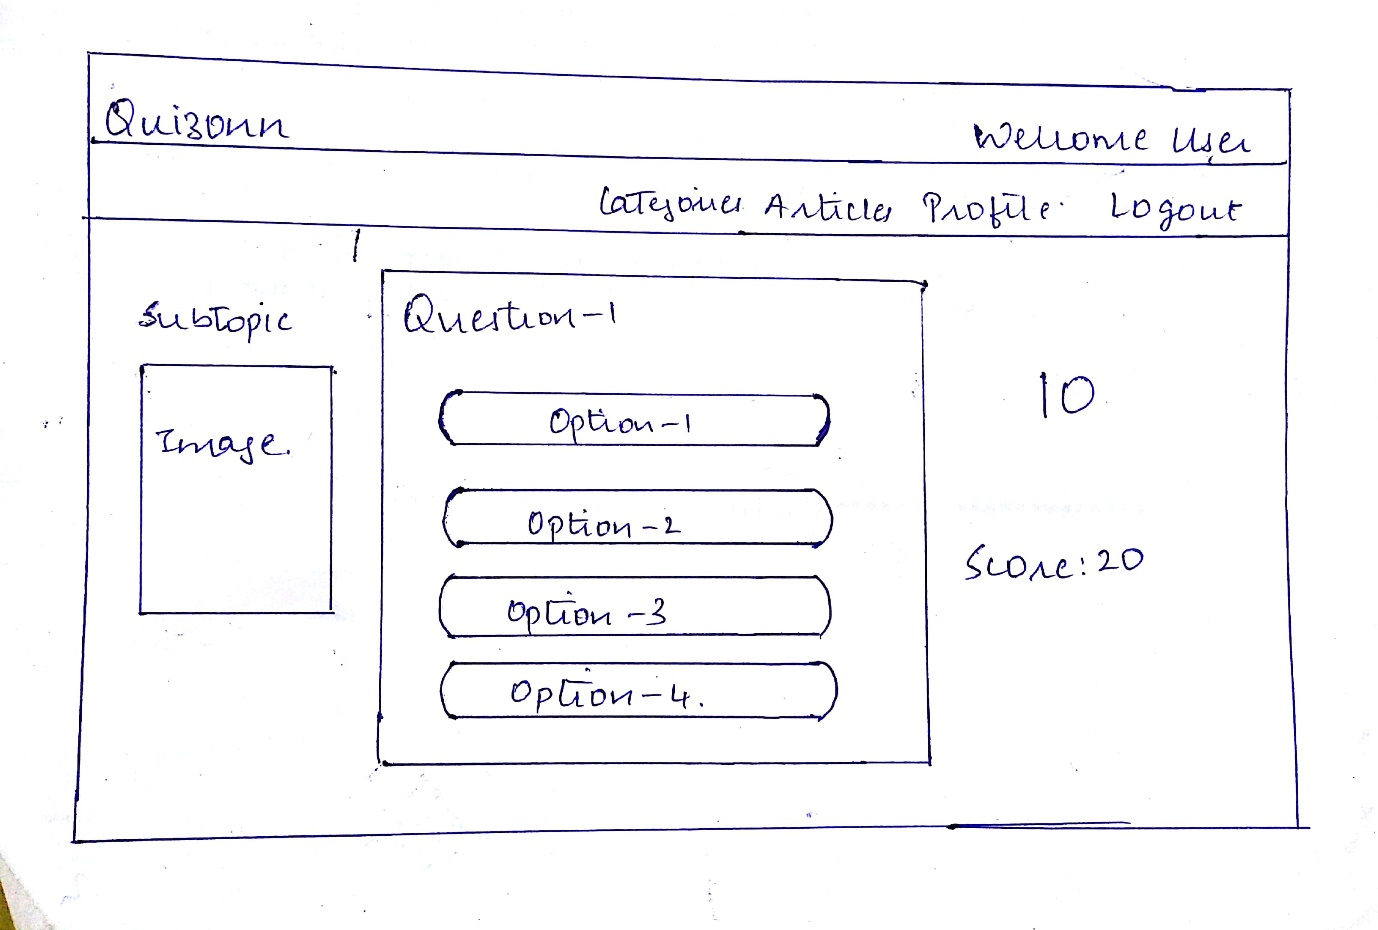 Quizonn
Welcome User
Categories Articles Profile Logout
Subtopic
Image.
Question-1
Option-1
Option-2
Option-3
Option-4.
10
Score: 20